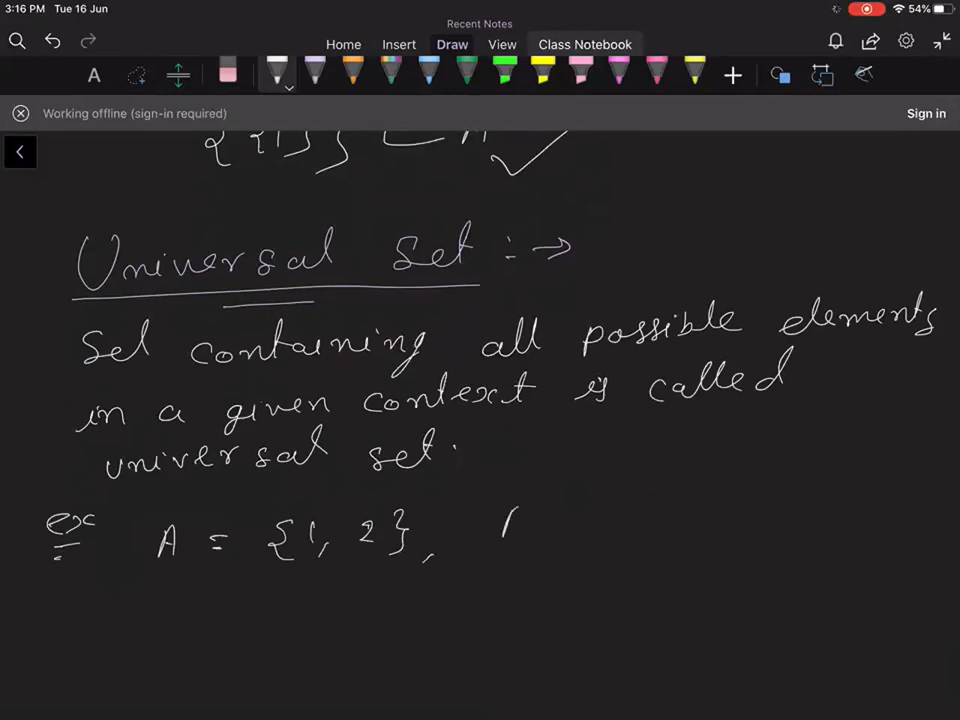 3:16 PM Tue 16 Jun
54%
Recent Notes
Home Insert Draw View Class Notebook
A
Working offline (sign-in required)
Sign in
Universal Set :→
Set containing all possible elements
in a given context is called
universal set.
ex A = {1, 2},